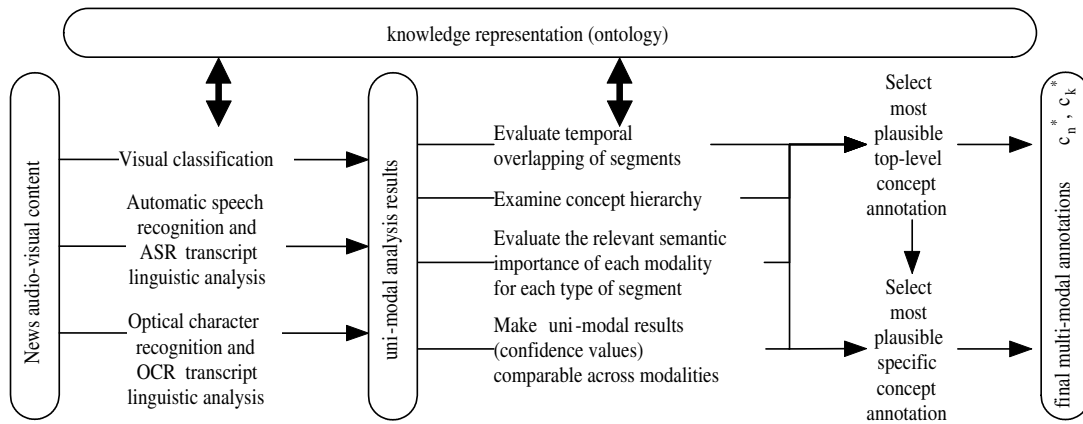 knowledge representation (ontology)
News audio-visual content
Visual classification
Automatic speech
recognition and
ASR transcript
linguistic analysis
Optical character
recognition and
OCR transcript
linguistic analysis
uni-modal analysis results
Evaluate temporal
overlapping of segments
Examine concept hierarchy
Evaluate the relevant semantic
importance of each modality
for each type of segment
Make uni-modal results
(confidence values)
comparable across modalities
Select
most
plausible
top-level
concept
annotation
Select
most
plausible
specific
concept
annotation
final multi-modal annotations c_n^*, c_k^*